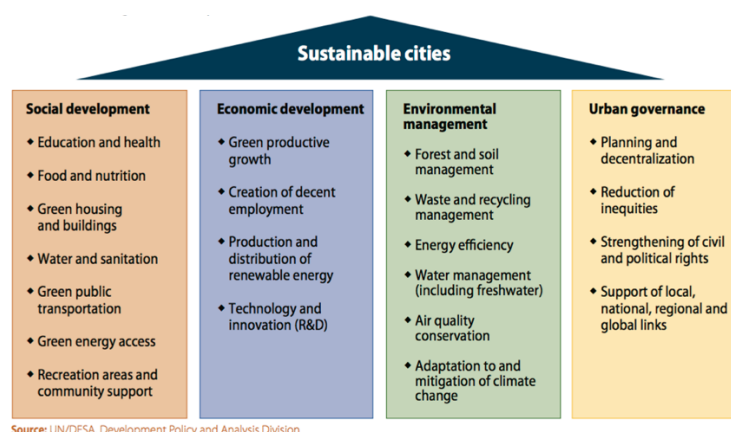 Sustainable cities
Social development
◆ Education and health
◆ Food and nutrition
◆ Green housing
and buildings
◆ Water and sanitation
◆ Green public
transportation
◆ Green energy access
◆ Recreation areas and
community support
Economic development
◆ Green productive
growth
◆ Creation of decent
employment
◆ Production and
distribution of
renewable energy
◆ Technology and
innovation (R&D)
Environmental
management
◆ Forest and soil
management
◆ Waste and recycling
management
◆ Energy efficiency
◆ Water management
(including freshwater)
◆ Air quality
conservation
◆ Adaptation to and
mitigation of climate
change
Urban governance
◆ Planning and
decentralization
◆ Reduction of
inequities
◆ Strengthening of civil
and political rights
◆ Support of local,
national, regional and
global links
Source: UN/DESA, Development Policy and Analysis Division